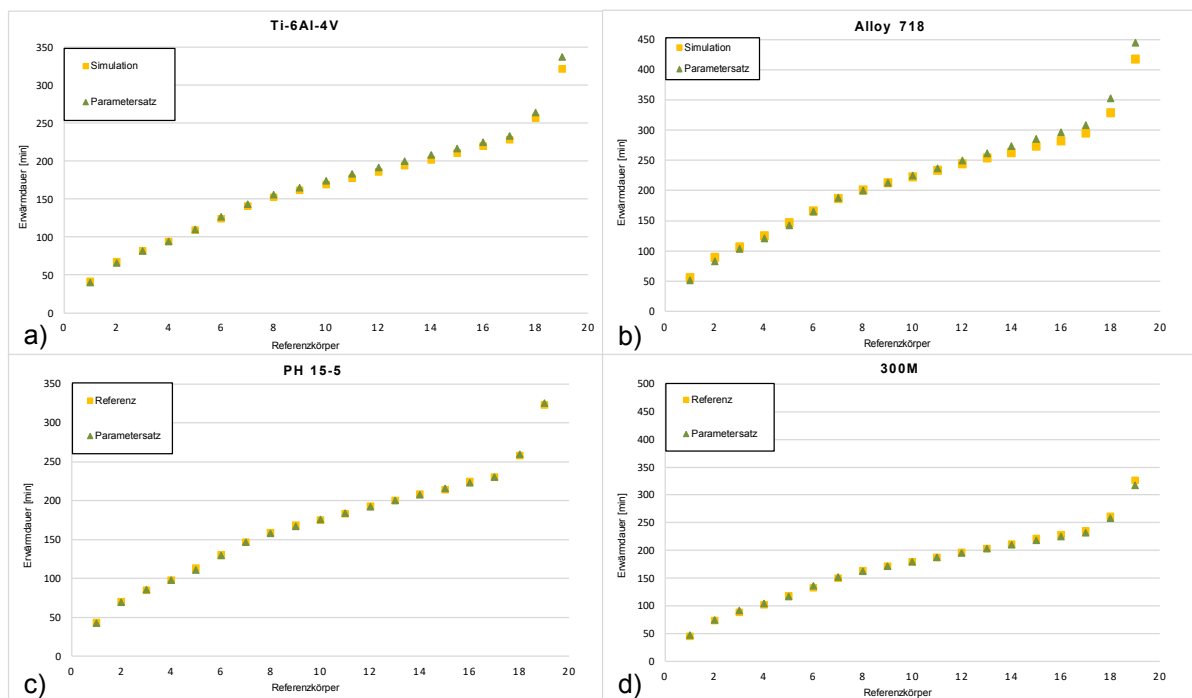 Ti-6Al-4V
350
300
250
200
150
100
50
0
Erwärmdauer [min]
Simulation
Parametersatz
0 2 4 6 8 10 12 14 16 18 20
Referenzkörper
a)
Alloy 718
450
400
350
300
250
200
150
100
50
0
Erwärmdauer [min]
Simulation
Parametersatz
0 2 4 6 8 10 12 14 16 18 20
Referenzkörper
b)
PH 15-5
350
300
250
200
150
100
50
0
Erwärmdauer [min]
Referenz
Parametersatz
0 2 4 6 8 10 12 14 16 18 20
Referenzkörper
c)
300M
500
450
400
350
300
250
200
150
100
50
0
Erwärmdauer [min]
Referenz
Parametersatz
0 2 4 6 8 10 12 14 16 18 20
Referenzkörper
d)